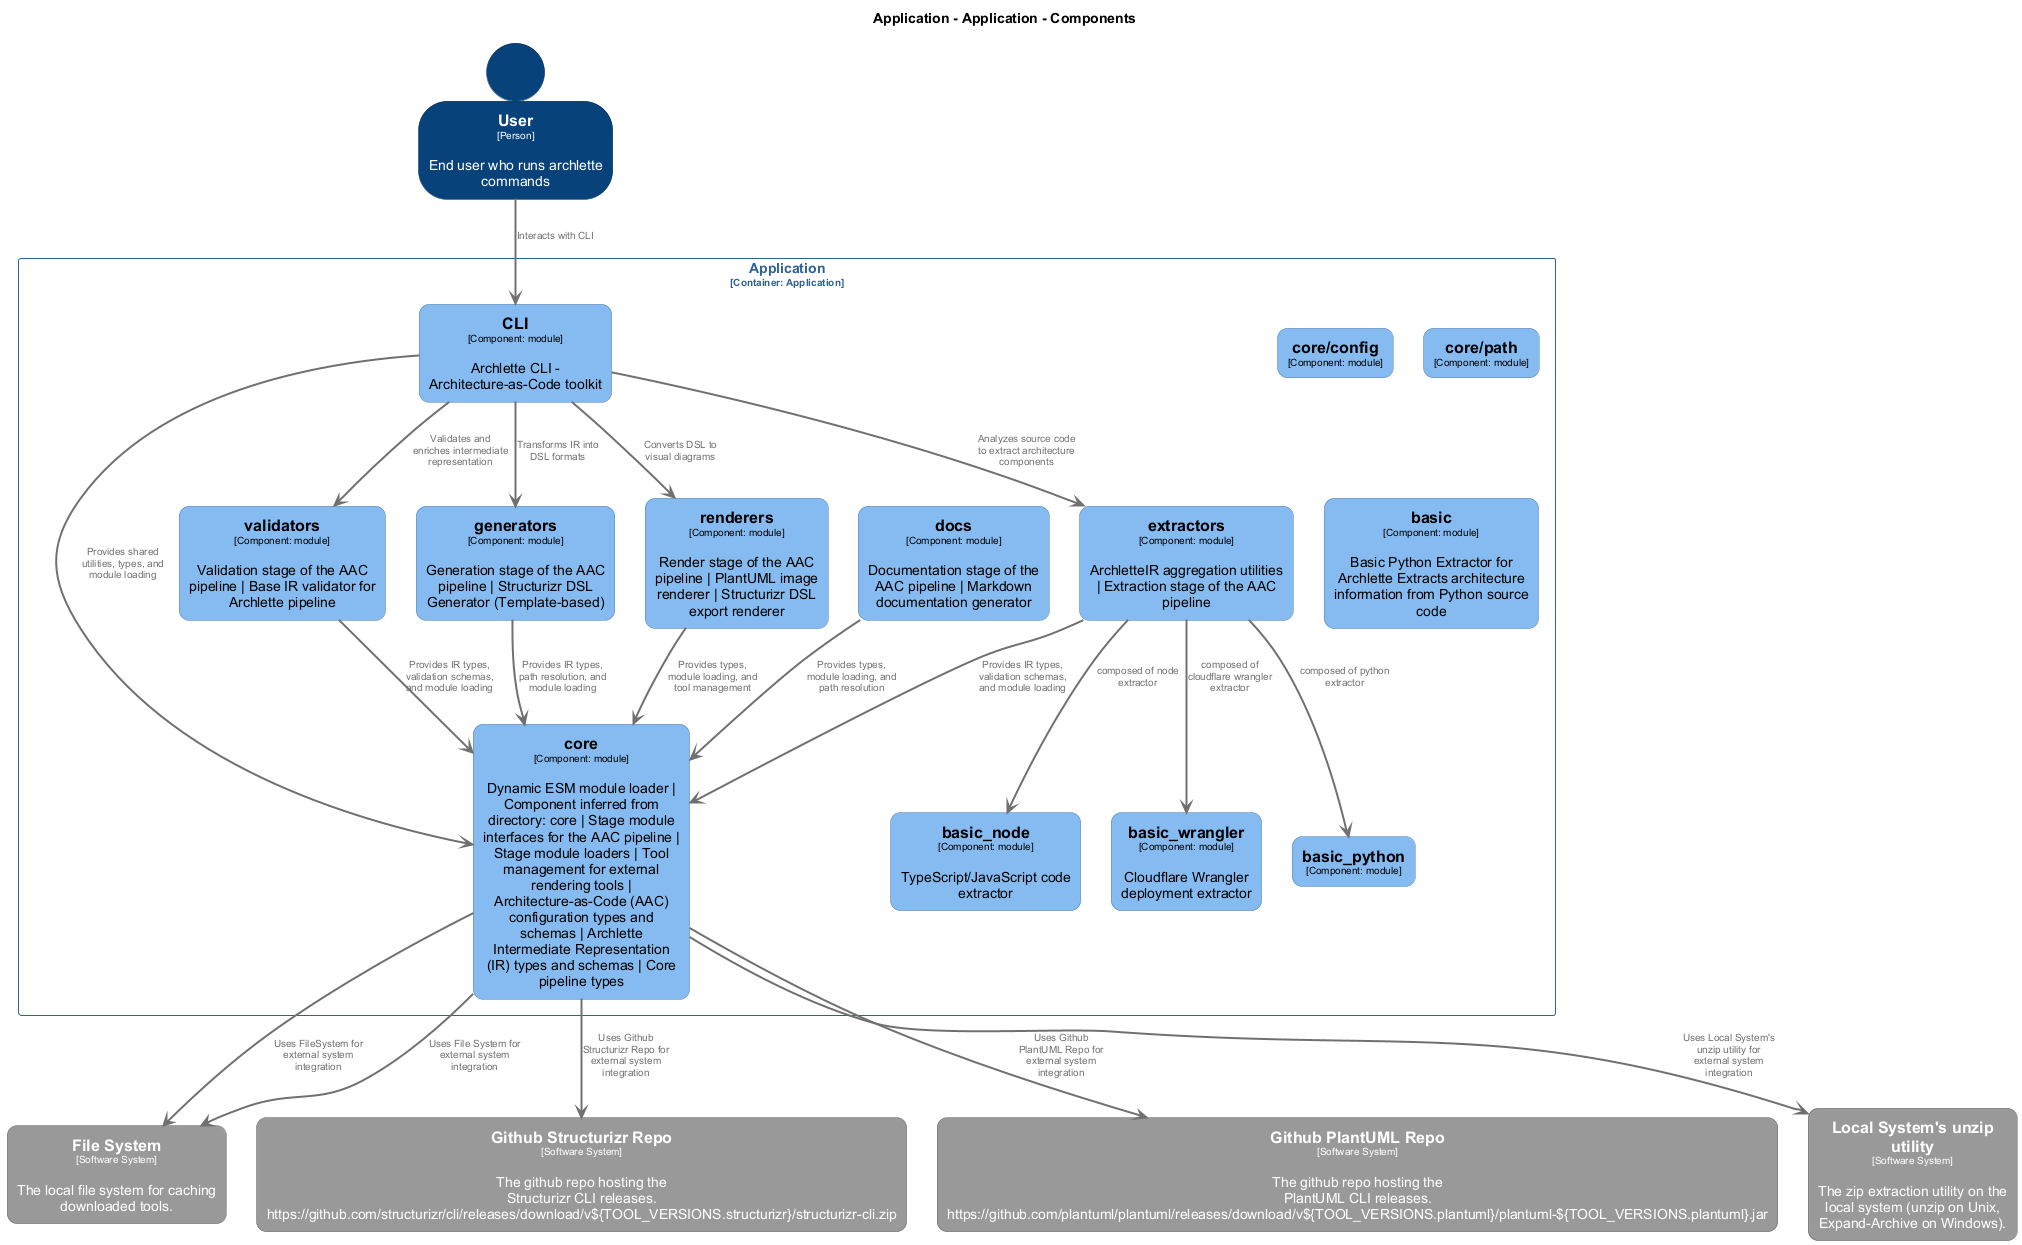 Application - Application - Components
User
[Person]
End user who runs archlette
commands
Interacts with CLI
Application
[Container: Application]
CLI
[Component: module]
Archlette CLI -
Architecture-as-Code toolkit
core/config
[Component: module]
core/path
[Component: module]
Validates and
enriches intermediate
representation
Transforms IR into
DSL formats
Converts DSL to
visual diagrams
Analyzes source code
to extract architecture
components
Provides shared
utilities, types, and
module loading
validators
[Component: module]
Validation stage of the AAC
pipeline | Base IR validator for
Archlette pipeline
generators
[Component: module]
Generation stage of the AAC
pipeline | Structurizr DSL
Generator (Template-based)
renderers
[Component: module]
Render stage of the AAC
pipeline | PlantUML image
renderer | Structurizr DSL
export renderer
docs
[Component: module]
Documentation stage of the
AAC pipeline | Markdown
documentation generator
extractors
[Component: module]
ArchletteIR aggregation utilities
| Extraction stage of the AAC
pipeline
basic
[Component: module]
Basic Python Extractor for
Archlette Extracts architecture
information from Python source
code
Provides IR types,
validation schemas,
and module loading
Provides IR types,
path resolution, and
module loading
Provides types,
module loading, and
tool management
Provides types,
module loading, and
path resolution
Provides IR types,
validation schemas,
and module loading
composed of node
extractor
composed of
cloudflare wrangler
extractor
composed of python
extractor
core
[Component: module]
Dynamic ESM module loader |
Component inferred from
directory: core | Stage module
interfaces for the AAC pipeline |
Stage module loaders | Tool
management for external
rendering tools |
Architecture-as-Code (AAC)
configuration types and
schemas | Archlette
Intermediate Representation
(IR) types and schemas | Core
pipeline types
basic_node
[Component: module]
TypeScript/JavaScript code
extractor
basic_wrangler
[Component: module]
Cloudflare Wrangler
deployment extractor
basic_python
[Component: module]
Uses FileSystem for
external system
integration
Uses File System for
external system
integration
Uses Github
Structurizr Repo for
external system
integration
Uses Github
PlantUML Repo for
external system
integration
Uses Local System's
unzip utility for
external system
integration
File System
[Software System]
The local file system for caching
downloaded tools.
Github Structurizr Repo
[Software System]
The github repo hosting the
Structurizr CLI releases.
https://github.com/structurizr/cli/releases/download/v${TOOL_VERSIONS.structurizr}/structurizr-cli.zip
Github PlantUML Repo
[Software System]
The github repo hosting the
PlantUML CLI releases.
https://github.com/plantuml/plantuml/releases/download/v${TOOL_VERSIONS.plantuml}/plantuml-${TOOL_VERSIONS.plantuml}.jar
Local System's unzip
utility
[Software System]
The zip extraction utility on the
local system (unzip on Unix,
Expand-Archive on Windows).